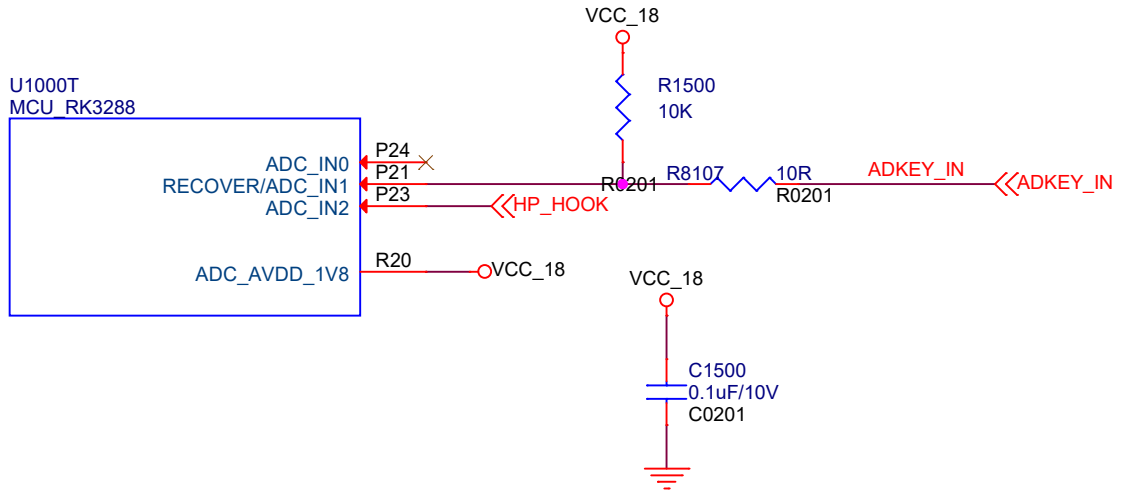 VCC_18
U1000T
MCU_RK3288
R1500
10K
ADC_IN0
P24
RECOVER/ADC_IN1
P21
R0201
R8107
10R
R0201
ADKEY_IN
ADKEY_IN
ADC_IN2
P23
HP_HOOK
ADC_AVDD_1V8
R20
VCC_18
VCC_18
C1500
0.1uF/10V
C0201